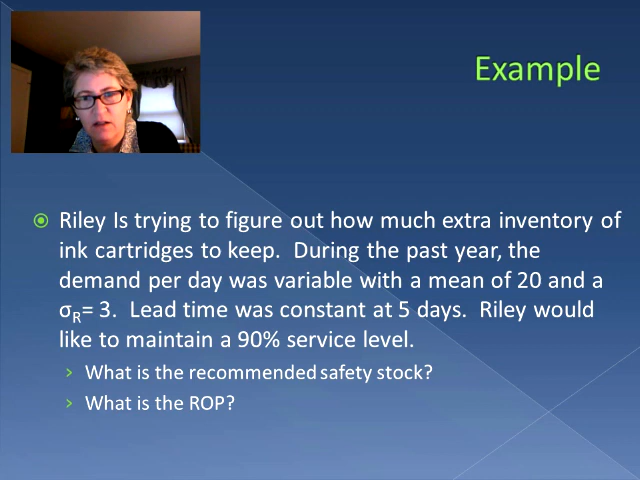 Example
Riley Is trying to figure out how much extra inventory of
ink cartridges to keep.  During the past year, the
demand per day was variable with a mean of 20 and a
σR= 3.  Lead time was constant at 5 days.  Riley would
like to maintain a 90% service level.
What is the recommended safety stock?
What is the ROP?